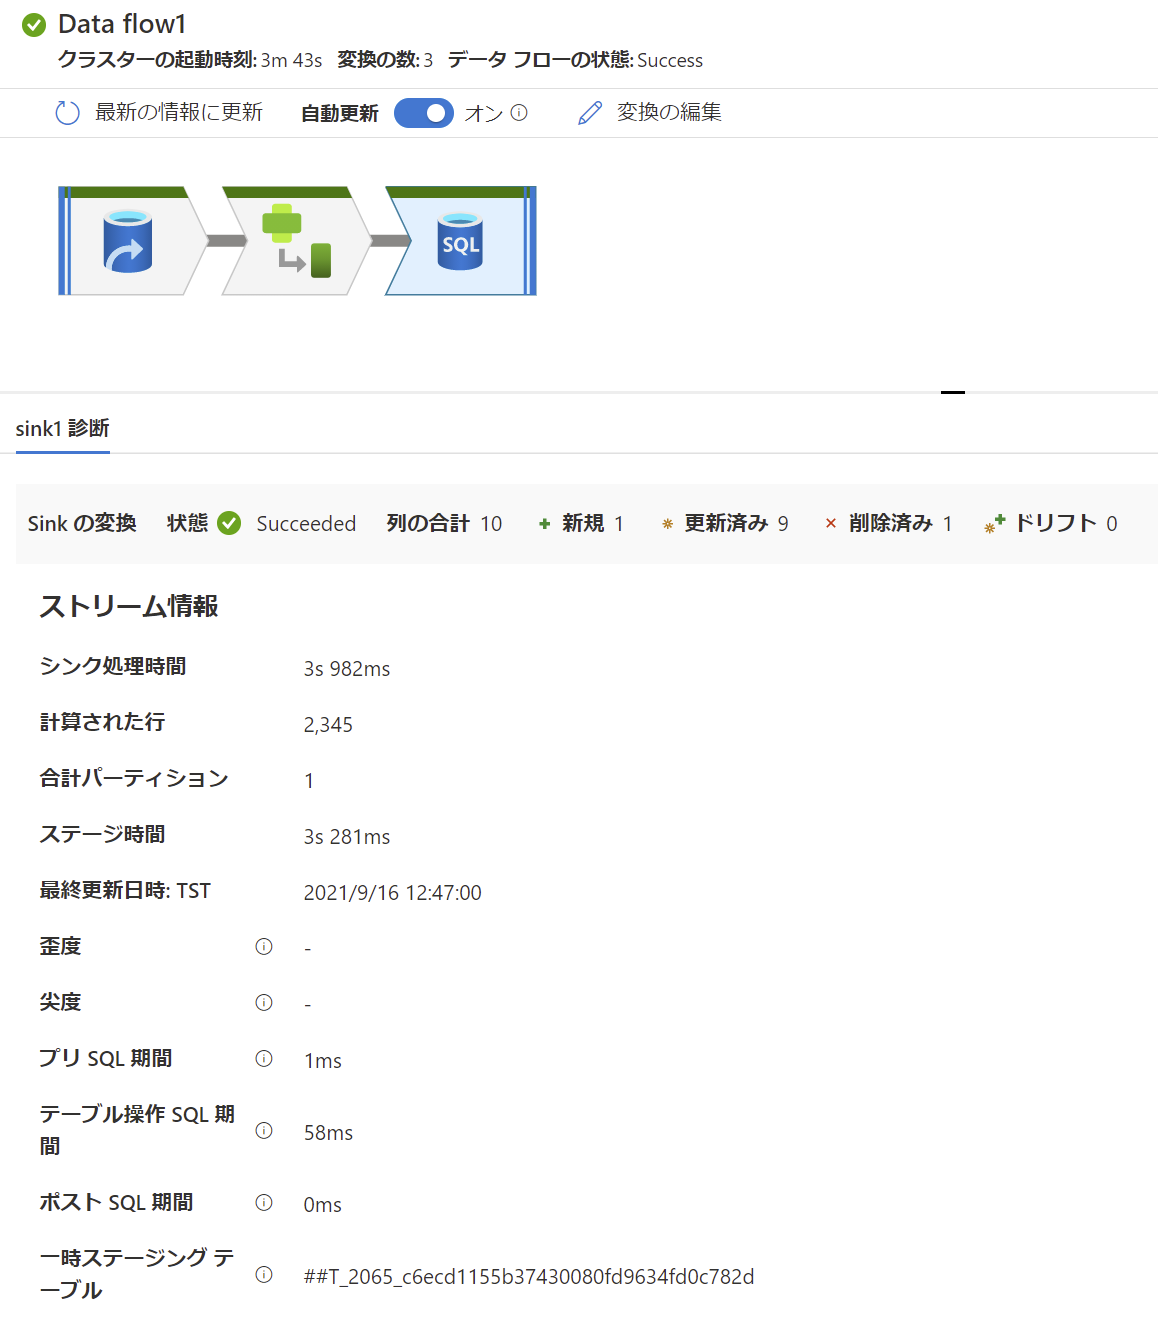 Data flow1
クラスターの起動時刻: 3m 43s 変換の数: 3 データ フローの状態: Success
最新の情報に更新 自動更新 オン 変換の編集
SQL
sink1 診断
Sink の変換 状態 Succeeded 列の合計 10 新規 1 更新済み 9 削除済み 1 ドリフト 0
ストリーム情報
シンク処理時間 3s 982ms
計算された行 2,345
合計パーティション 1
ステージ時間 3s 281ms
最終更新日時: TST 2021/9/16 12:47:00
歪度 -
尖度 -
プリ SQL 期間 1ms
テーブル操作 SQL 期
間 58ms
ポスト SQL 期間 0ms
一時ステージング テ
ーブル ##T_2065_c6ecd1155b37430080fd9634fd0c782d